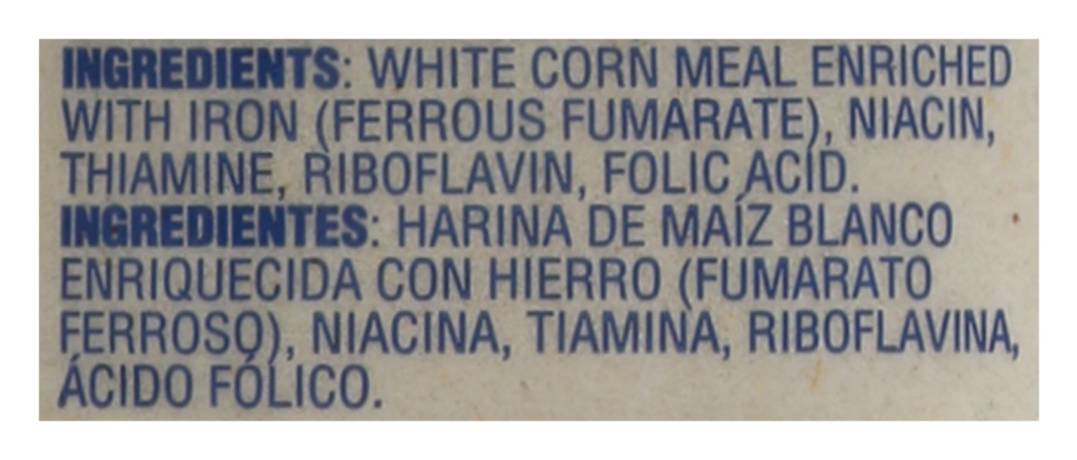 INGREDIENTS: WHITE CORN MEAL ENRICHED
WITH IRON (FERROUS FUMARATE), NIACIN,
THIAMINE, RIBOFLAVIN, FOLIC ACID.
INGREDIENTES: HARINA DE MAÍZ BLANCO
ENRIQUECIDA CON HIERRO (FUMARATO
FERROSO), NIACINA, TIAMINA, RIBOFLAVINA,
ÁCIDO FÓLICO.